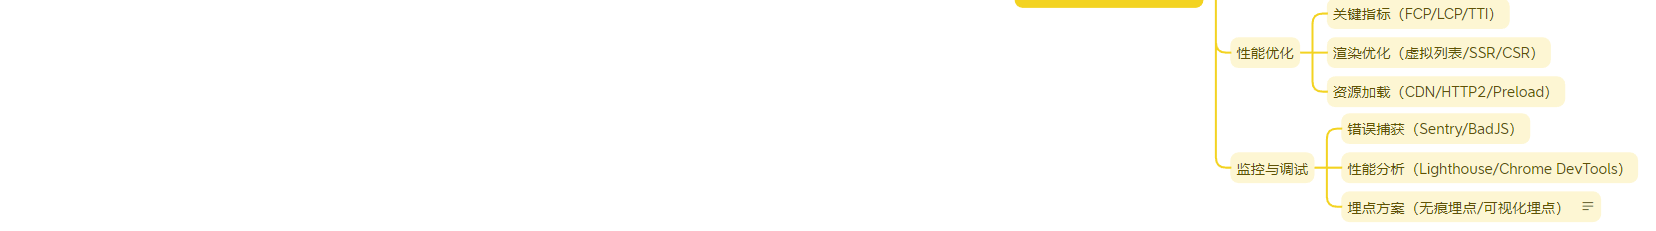 关键指标（FCP/LCP/TTI）
性能优化
渲染优化（虚拟列表/SSR/CSR）
资源加载（CDN/HTTP2/Preload）
错误捕获（Sentry/BadJS）
监控与调试
性能分析（Lighthouse/Chrome DevTools）
埋点方案（无痕埋点/可视化埋点）